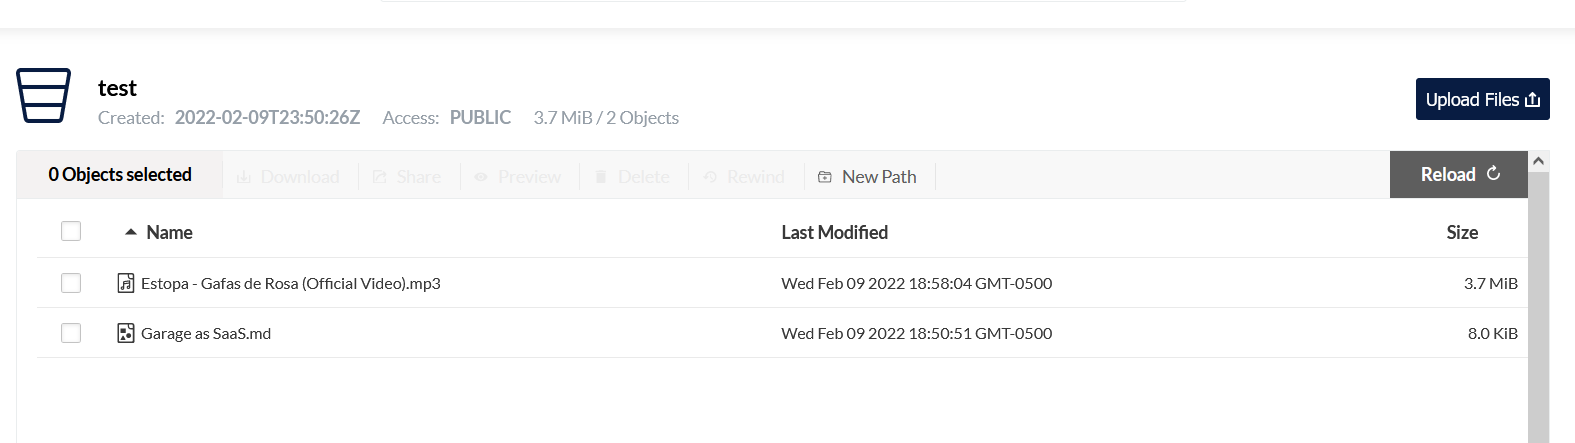 test
Upload Files
Created: 2022-02-09T23:50:26Z Access: PUBLIC 3.7 MiB / 2 Objects
0 Objects selected Download Share Preview Delete Rewind New Path Reload
Name Last Modified Size
Estopa - Gafas de Rosa (Official Video).mp3 Wed Feb 09 2022 18:58:04 GMT-0500 3.7 MiB
Garage as SaaS.md Wed Feb 09 2022 18:50:51 GMT-0500 8.0 KiB